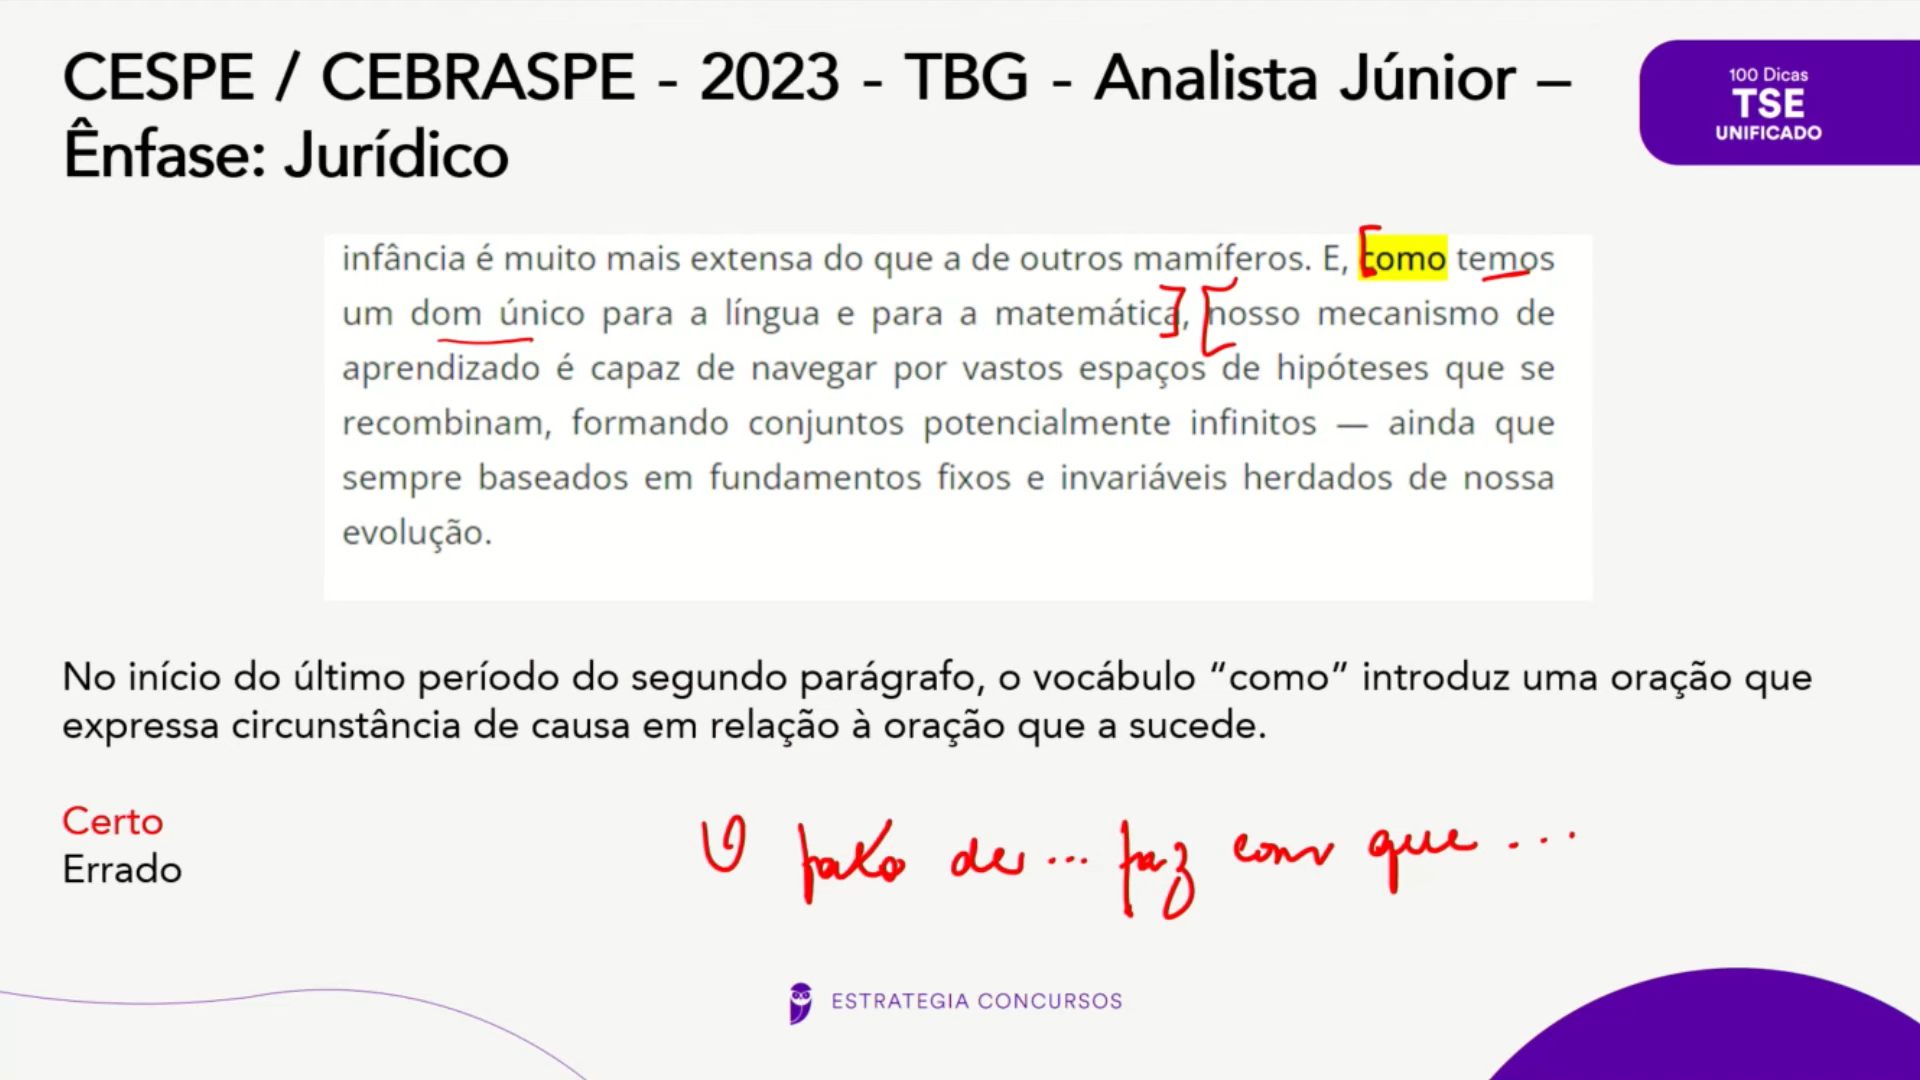 CESPE / CEBRASPE - 2023 - TBG - Analista Júnior –
Ênfase: Jurídico
100 Dicas
TSE
UNIFICADO
infância é muito mais extensa do que a de outros mamíferos. E, como temos
um dom único para a língua e para a matemática, nosso mecanismo de
aprendizado é capaz de navegar por vastos espaços de hipóteses que se
recombinam, formando conjuntos potencialmente infinitos — ainda que
sempre baseados em fundamentos fixos e invariáveis herdados de nossa
evolução.
No início do último período do segundo parágrafo, o vocábulo “como” introduz uma oração que
expressa circunstância de causa em relação à oração que a sucede.
Certo
Errado
O fato de ... faz com que ...
ESTRATEGIA CONCURSOS